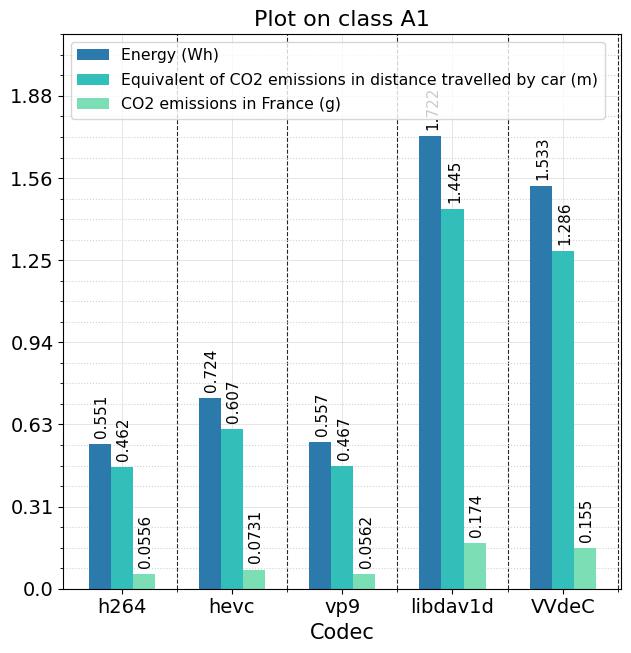 Plot on class A1
Energy (Wh)
Equivalent of CO2 emissions in distance travelled by car (m)
CO2 emissions in France (g)
1.88
1.56
1.25
0.94
0.63
0.31
0.0
0.551
0.462
0.0556
0.724
0.607
0.0731
0.557
0.467
0.0562
1.722
1.445
0.174
1.533
1.286
0.155
h264
hevc
vp9
libdav1d
VVdeC
Codec